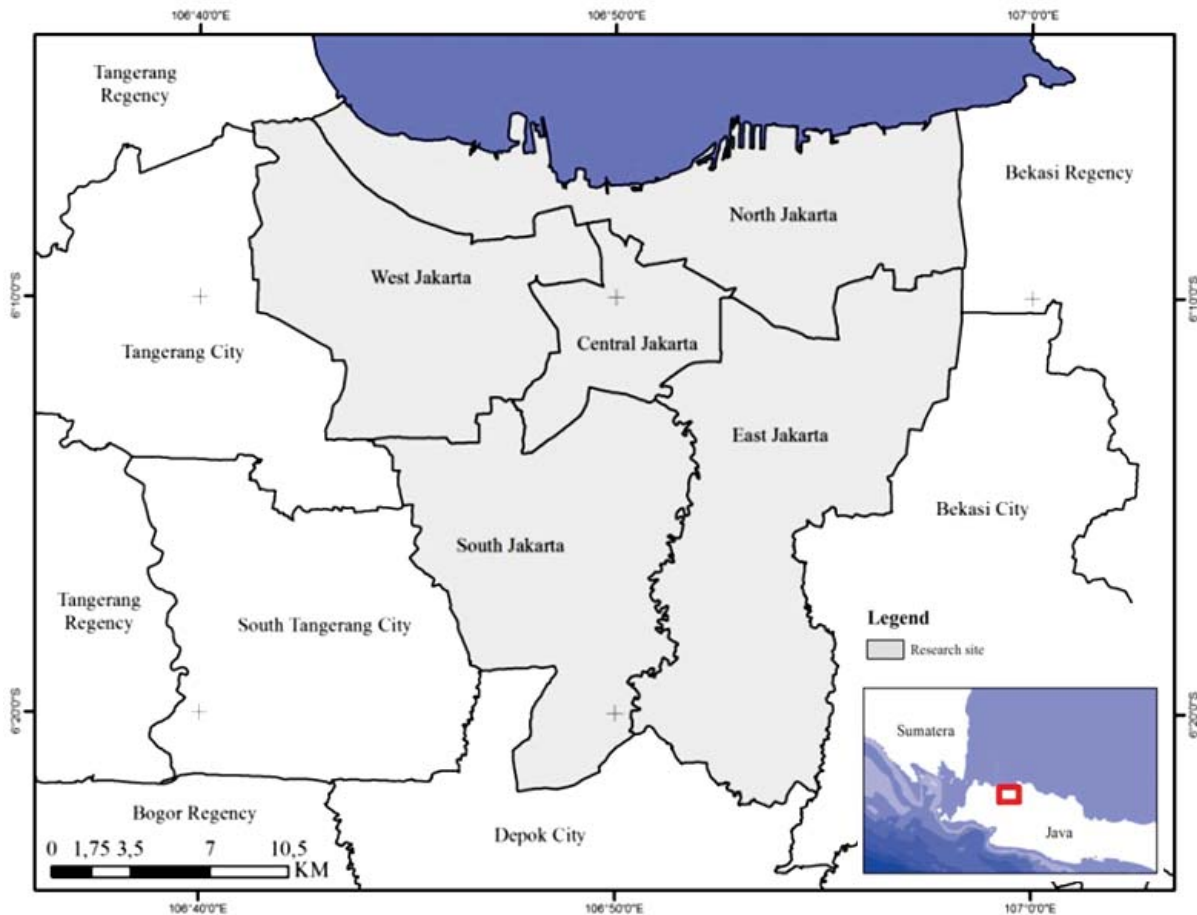 106°40'0"E
106°50'0"E
107°0'0"E
Tangerang
Regency
Bekasi Regency
North Jakarta
West Jakarta
6°10'0"S
6°10'0"S
Central Jakarta
Tangerang City
East Jakarta
Bekasi City
South Jakarta
Tangerang
Regency
South Tangerang City
Legend
Research site
6°20'0"S
6°20'0"S
Sumatera
Java
Bogor Regency
Depok City
0 1,75 3,5 7 10,5
KM
106°40'0"E
106°50'0"E
107°0'0"E